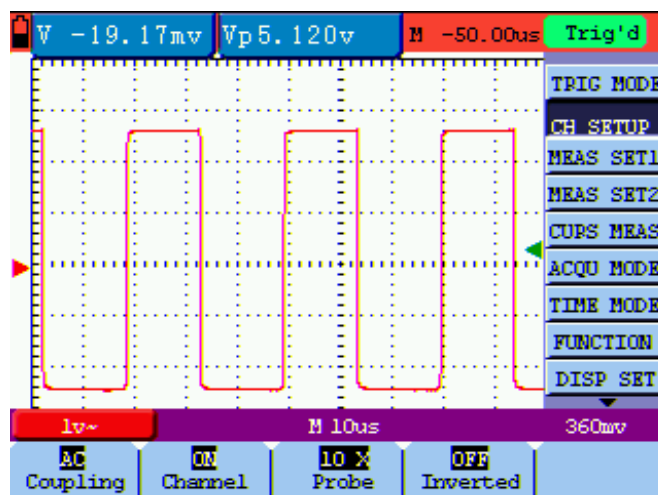 V -19.17mv Vp5.120v M -50.00us Trig'd
TRIG MODE
CH SETUP
MEAS SET1
MEAS SET2
CURS MEAS
ACQU MODE
TIME MODE
FUNCTION
DISP SET
1v~ M 10us 360mv
AC ON 10 X OFF
Coupling Channel Probe Inverted